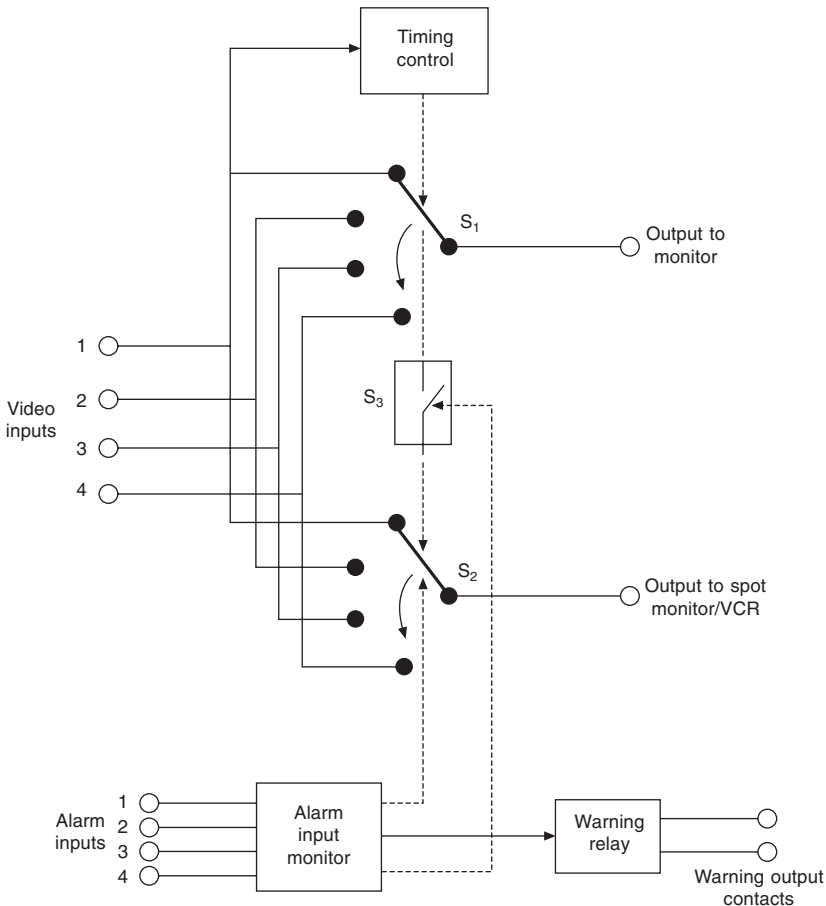 Timing
control
S₁
Output to
monitor
1
S₃
2
Video
inputs
3
4
S₂
Output to spot
monitor/VCR
1
Alarm
inputs
2
3
4
Alarm
input
monitor
Warning
relay
Warning output
contacts